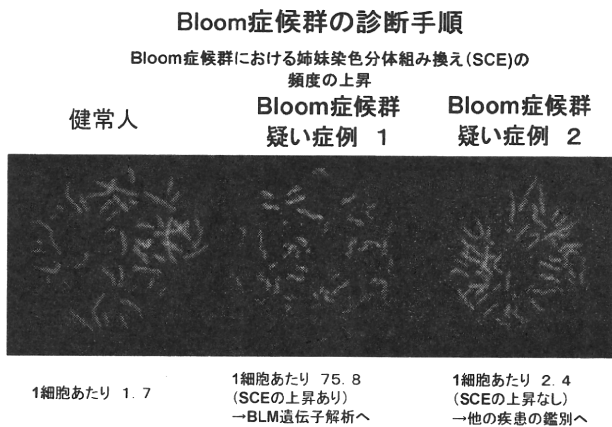 Bloom症候群の診断手順
Bloom症候群における姉妹染色分体組み換え(SCE)の
頻度の上昇
健常人
Bloom症候群
疑い症例 1
Bloom症候群
疑い症例 2
1細胞あたり 1.7
1細胞あたり 75.8
(SCEの上昇あり)
→BLM遺伝子解析へ
1細胞あたり 2.4
(SCEの上昇なし)
→他の疾患の鑑別へ